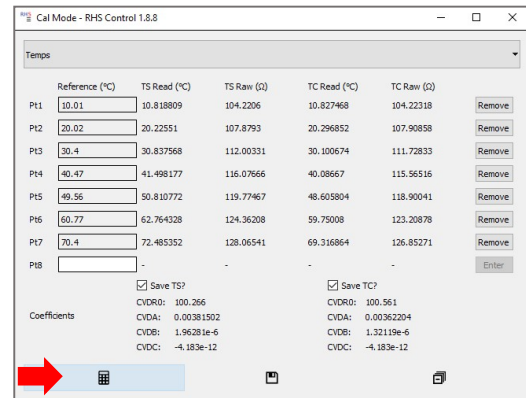 RHS Cal Mode - RHS Control 1.8.8
Temps
Reference (°C) TS Read (°C) TS Raw (Ω) TC Read (°C) TC Raw (Ω)
Pt1 10.01 10.818809 104.2206 10.827468 104.22318 Remove
Pt2 20.02 20.22551 107.8793 20.296852 107.90858 Remove
Pt3 30.4 30.837568 112.00331 30.100674 111.72833 Remove
Pt4 40.47 41.498177 116.07666 40.08667 115.56516 Remove
Pt5 49.56 50.810772 119.77467 48.605804 118.90041 Remove
Pt6 60.77 62.764328 124.36208 59.75008 123.20878 Remove
Pt7 70.4 72.485352 128.06541 69.316864 126.85271 Remove
Pt8 - - - - Enter
Save TS? Save TC?
CVDR0: 100.266 CVDR0: 100.561
Coefficients CVDA: 0.00381502 CVDA: 0.00362204
CVDB: 1.96281e-6 CVDB: 1.32119e-6
CVDC: -4.183e-12 CVDC: -4.183e-12